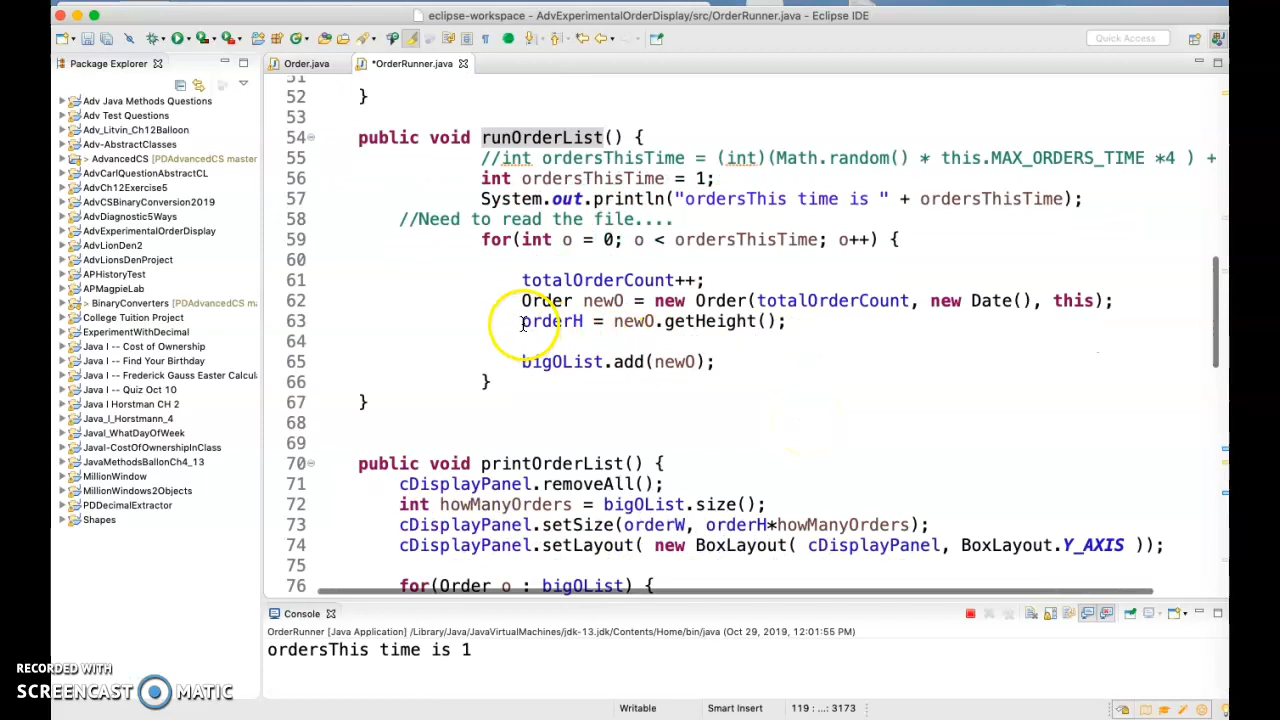 eclipse-workspace - AdvExperimentalOrderDisplay/src/OrderRunner.java - Eclipse IDE
Quick Access
Package Explorer
Order.java
*OrderRunner.java
Adv Java Methods Questions
Adv Test Questions
Adv_Litvin_Ch12Balloon
Adv-AbstractClasses
> AdvancedCS [PDAdvancedCS master
AdvCarlQuestionAbstractCL
AdvCh12Exercise5
AdvCSBinaryConversion2019
AdvDiagnostic5Ways
AdvExperimentalOrderDisplay
AdvLionDen2
AdvLionsDenProject
APHistoryTest
APMagpieLab
> BinaryConverters [PDAdvancedCS ma
College Tuition Project
ExperimentWithDecimal
Java I -- Cost of Ownership
Java I -- Find Your Birthday
Java I -- Frederick Gauss Easter Calcul
Java I -- Quiz Oct 10
Java I Horstman CH 2
Java_I_Horstmann_4
JavaI_WhatDayOfWeek
JavaI-CostOfOwnershipInClass
JavaMethodsBallonCh4_13
MillionWindow
MillionWindows2Objects
PDDecimalExtractor
Shapes
51
52 }
53
54 public void runOrderList() {
55 //int ordersThisTime = (int)(Math.random() * this.MAX_ORDERS_TIME *4 ) +
56 int ordersThisTime = 1;
57 System.out.println("ordersThis time is " + ordersThisTime);
58 //Need to read the file....
59 for(int o = 0; o < ordersThisTime; o++) {
60
61 totalOrderCount++;
62 Order newO = new Order(totalOrderCount, new Date(), this);
63 orderH = newO.getHeight();
64
65 bigOList.add(newO);
66 }
67 }
68
69
70 public void printOrderList() {
71 cDisplayPanel.removeAll();
72 int howManyOrders = bigOList.size();
73 cDisplayPanel.setSize(orderW, orderH*howManyOrders);
74 cDisplayPanel.setLayout( new BoxLayout( cDisplayPanel, BoxLayout.Y_AXIS ));
75
76 for(Order o : bigOList) {
Console
OrderRunner [Java Application] /Library/Java/JavaVirtualMachines/jdk-13.jdk/Contents/Home/bin/java (Oct 29, 2019, 12:01:55 PM)
ordersThis time is 1
RECORDED WITH
SCREENCAST MATIC
Writable
Smart Insert
119 : ...: 3173